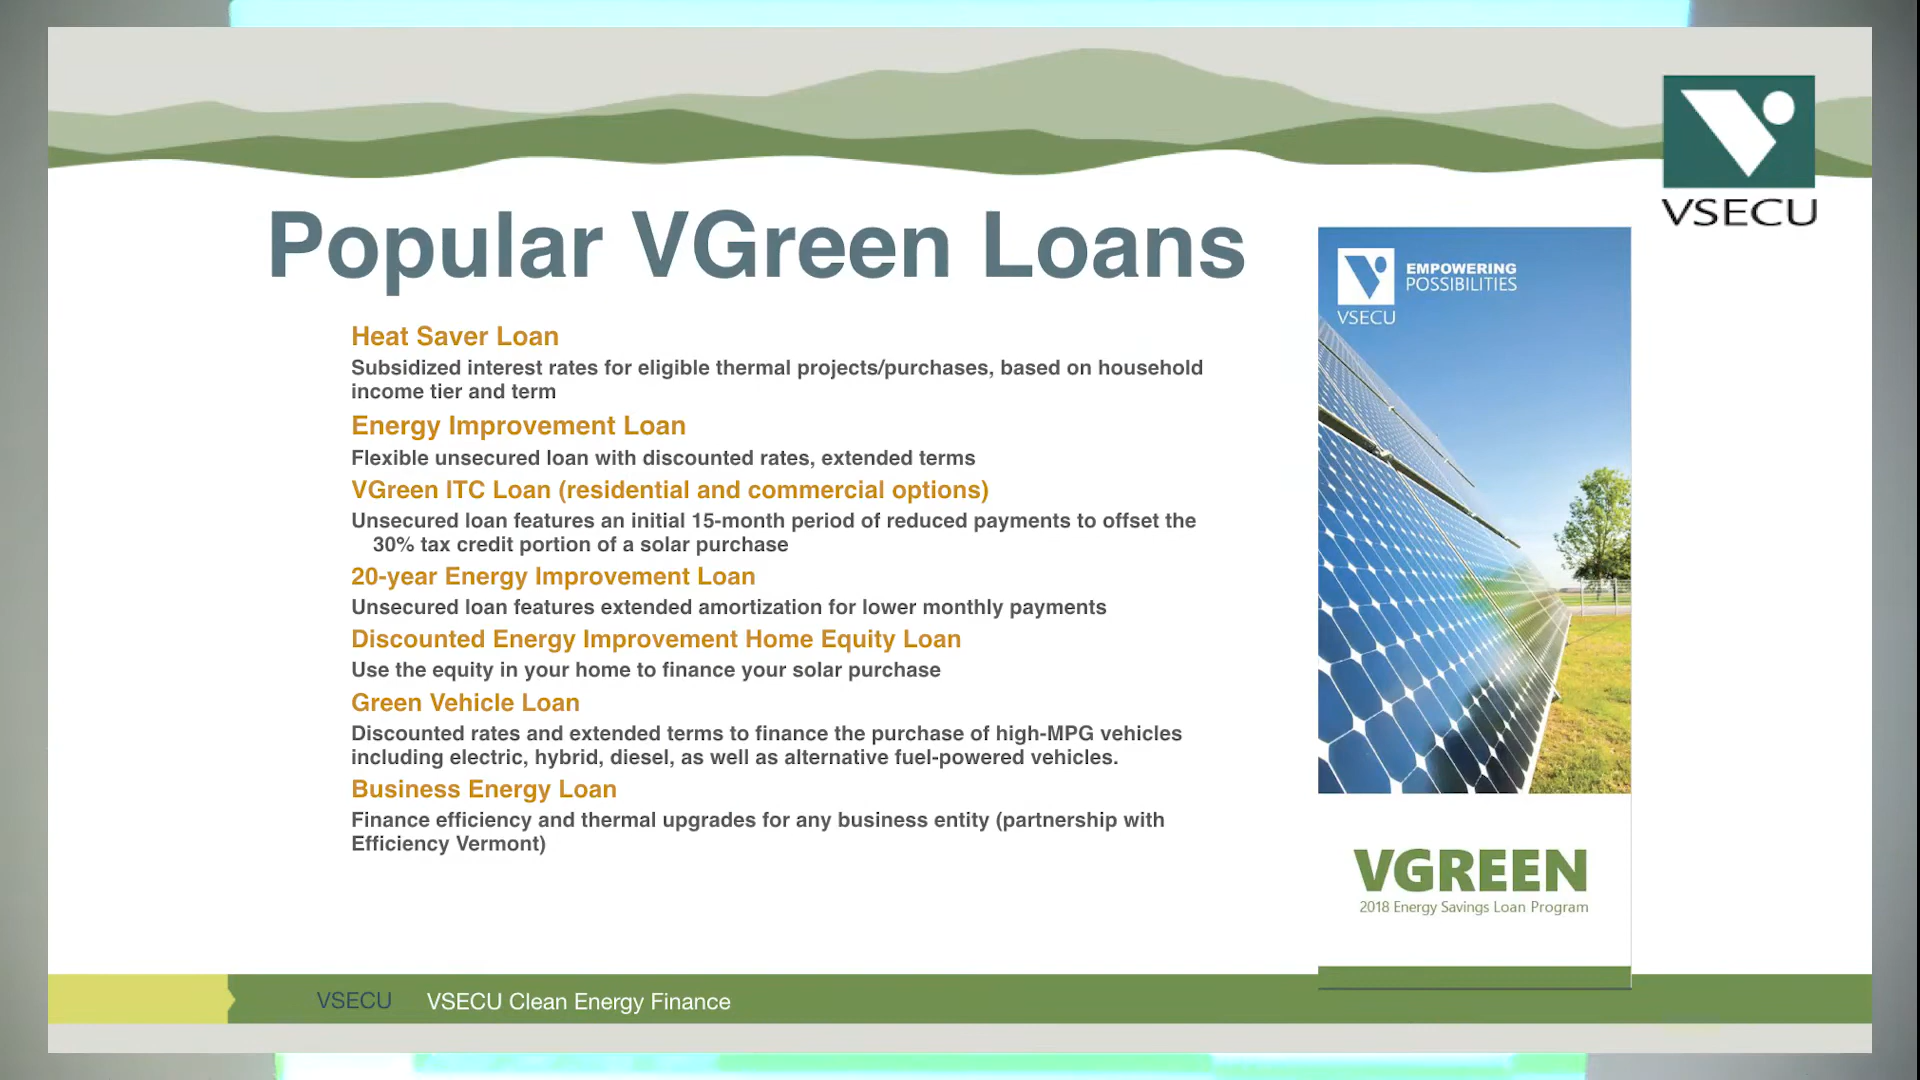 VSECU
Popular VGreen Loans
EMPOWERING
POSSIBILITIES
VSECU
Heat Saver Loan
Subsidized interest rates for eligible thermal projects/purchases, based on household
income tier and term
Energy Improvement Loan
Flexible unsecured loan with discounted rates, extended terms
VGreen ITC Loan (residential and commercial options)
Unsecured loan features an initial 15-month period of reduced payments to offset the
30% tax credit portion of a solar purchase
20-year Energy Improvement Loan
Unsecured loan features extended amortization for lower monthly payments
Discounted Energy Improvement Home Equity Loan
Use the equity in your home to finance your solar purchase
Green Vehicle Loan
Discounted rates and extended terms to finance the purchase of high-MPG vehicles
including electric, hybrid, diesel, as well as alternative fuel-powered vehicles.
Business Energy Loan
Finance efficiency and thermal upgrades for any business entity (partnership with
Efficiency Vermont)
VGREEN
2018 Energy Savings Loan Program
VSECU
VSECU Clean Energy Finance